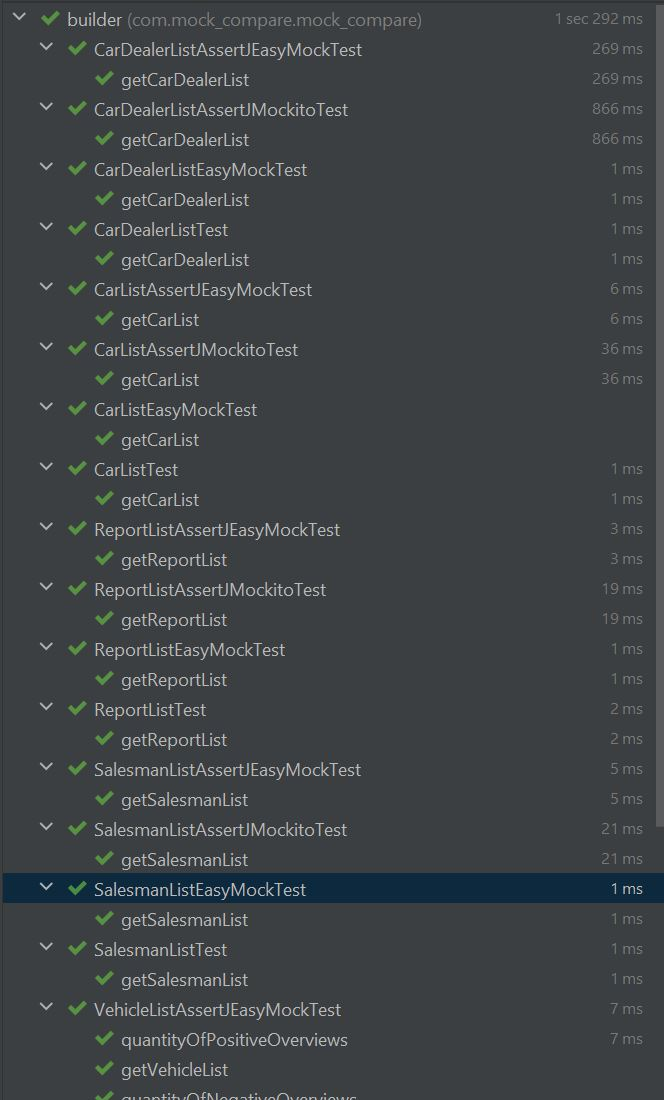 builder (com.mock_compare.mock_compare) 1 sec 292 ms
CarDealerListAssertJEasyMockTest 269 ms
getCarDealerList 269 ms
CarDealerListAssertJMockitoTest 866 ms
getCarDealerList 866 ms
CarDealerListEasyMockTest 1 ms
getCarDealerList 1 ms
CarDealerListTest 1 ms
getCarDealerList 1 ms
CarListAssertJEasyMockTest 6 ms
getCarList 6 ms
CarListAssertJMockitoTest 36 ms
getCarList 36 ms
CarListEasyMockTest
getCarList
CarListTest 1 ms
getCarList 1 ms
ReportListAssertJEasyMockTest 3 ms
getReportList 3 ms
ReportListAssertJMockitoTest 19 ms
getReportList 19 ms
ReportListEasyMockTest 1 ms
getReportList 1 ms
ReportListTest 2 ms
getReportList 2 ms
SalesmanListAssertJEasyMockTest 5 ms
getSalesmanList 5 ms
SalesmanListAssertJMockitoTest 21 ms
getSalesmanList 21 ms
SalesmanListEasyMockTest 1 ms
getSalesmanList 1 ms
SalesmanListTest 1 ms
getSalesmanList 1 ms
VehicleListAssertJEasyMockTest 7 ms
quantityOfPositiveOverviews 7 ms
getVehicleList
quantityOfNegativeOverviews